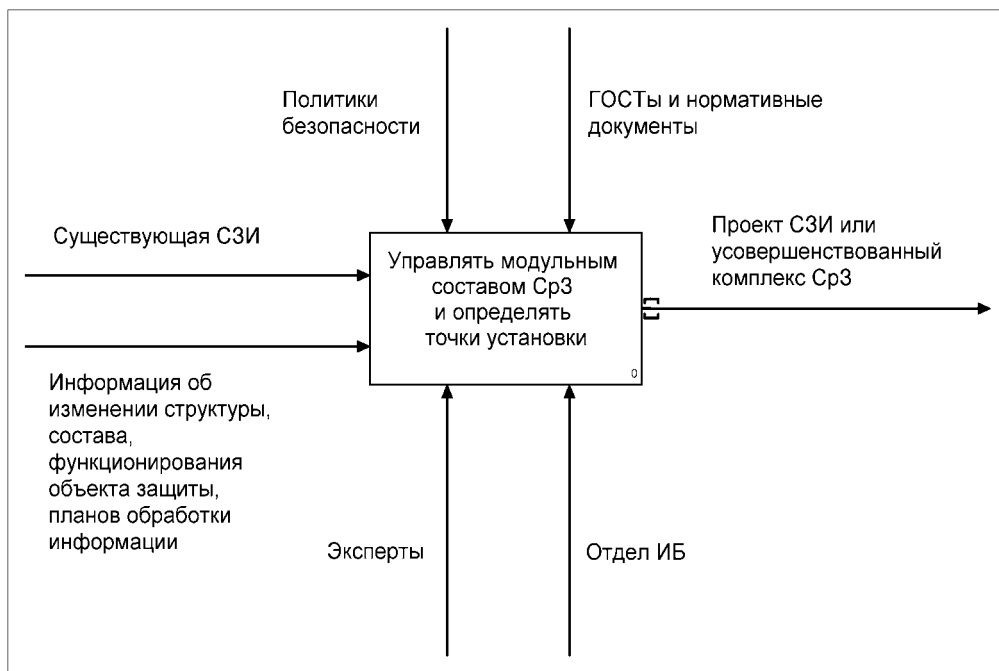 Политики
безопасности
ГОСТы и нормативные
документы
Существующая СЗИ
Управлять модульным
составом СрЗ
и определять
точки установки
0
Проект СЗИ или
усовершенствованный
комплекс СрЗ
Информация об
изменении структуры,
состава,
функционирования
объекта защиты,
планов обработки
информации
Эксперты
Отдел ИБ